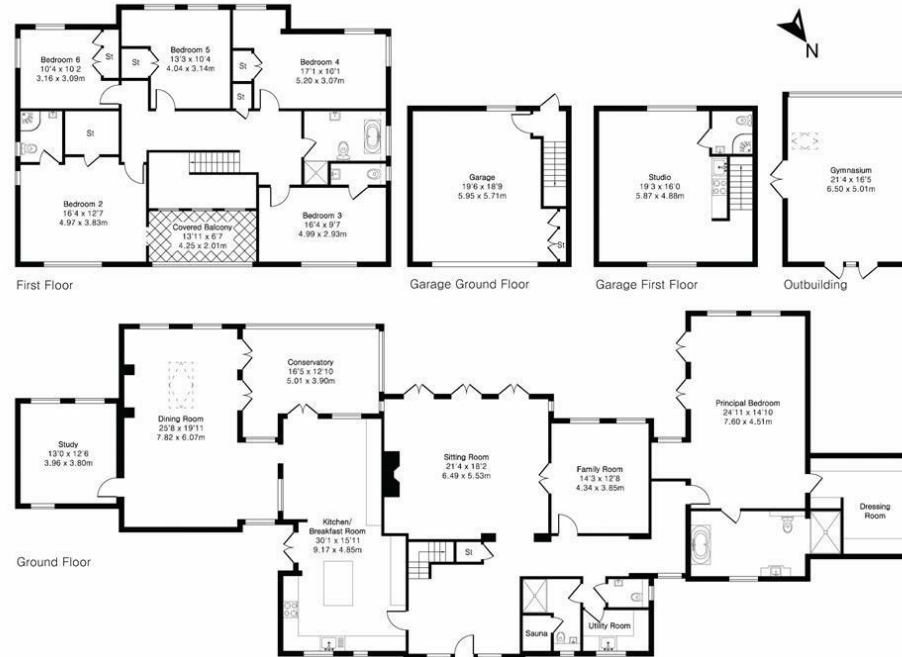 N
Bedroom 6
10'4 x 10'2
3.16 x 3.09m
St
St
Bedroom 5
13'3 x 10'4
4.04 x 3.14m
St
St
Bedroom 4
17'1 x 10'1
5.20 x 3.07m
St
Bedroom 2
16'4 x 12'7
4.97 x 3.83m
Covered Balcony
13'11 x 6'7
4.25 x 2.01m
Bedroom 3
16'4 x 9'7
4.99 x 2.93m
First Floor
Garage
19'6 x 18'9
5.95 x 5.71m
St
Garage Ground Floor
Studio
19'3 x 16'0
5.87 x 4.88m
Garage First Floor
Gymnasium
21'4 x 16'5
6.50 x 5.01m
Outbuilding
Study
13'0 x 12'6
3.96 x 3.80m
Dining Room
25'8 x 19'11
7.82 x 6.07m
Conservatory
16'5 x 12'10
5.01 x 3.90m
Kitchen/
Breakfast Room
30'1 x 15'11
9.17 x 4.85m
Sitting Room
21'4 x 18'2
6.49 x 5.53m
St
Family Room
14'3 x 12'8
4.34 x 3.85m
Principal Bedroom
24'11 x 14'10
7.60 x 4.51m
Dressing
Room
Sauna
Utility Room
Ground Floor